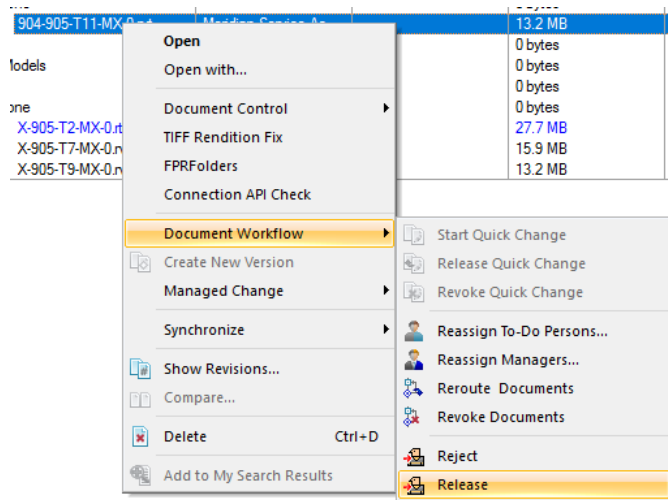 904-905-T11-MX-0 Meridian Service Ac 13.2 MB
0 bytes
0 bytes
0 bytes
0 bytes
X-905-T2-MX-0.r 27.7 MB
X-905-T7-MX-0.r 15.9 MB
X-905-T9-MX-0.r 13.2 MB
Open
Open with...
Document Control
TIFF Rendition Fix
FPRFolders
Connection API Check
Document Workflow
Create New Version
Managed Change
Synchronize
Show Revisions...
Compare...
Delete Ctrl+D
Add to My Search Results
Start Quick Change
Release Quick Change
Revoke Quick Change
Reassign To-Do Persons...
Reassign Managers...
Reroute Documents
Revoke Documents
Reject
Release